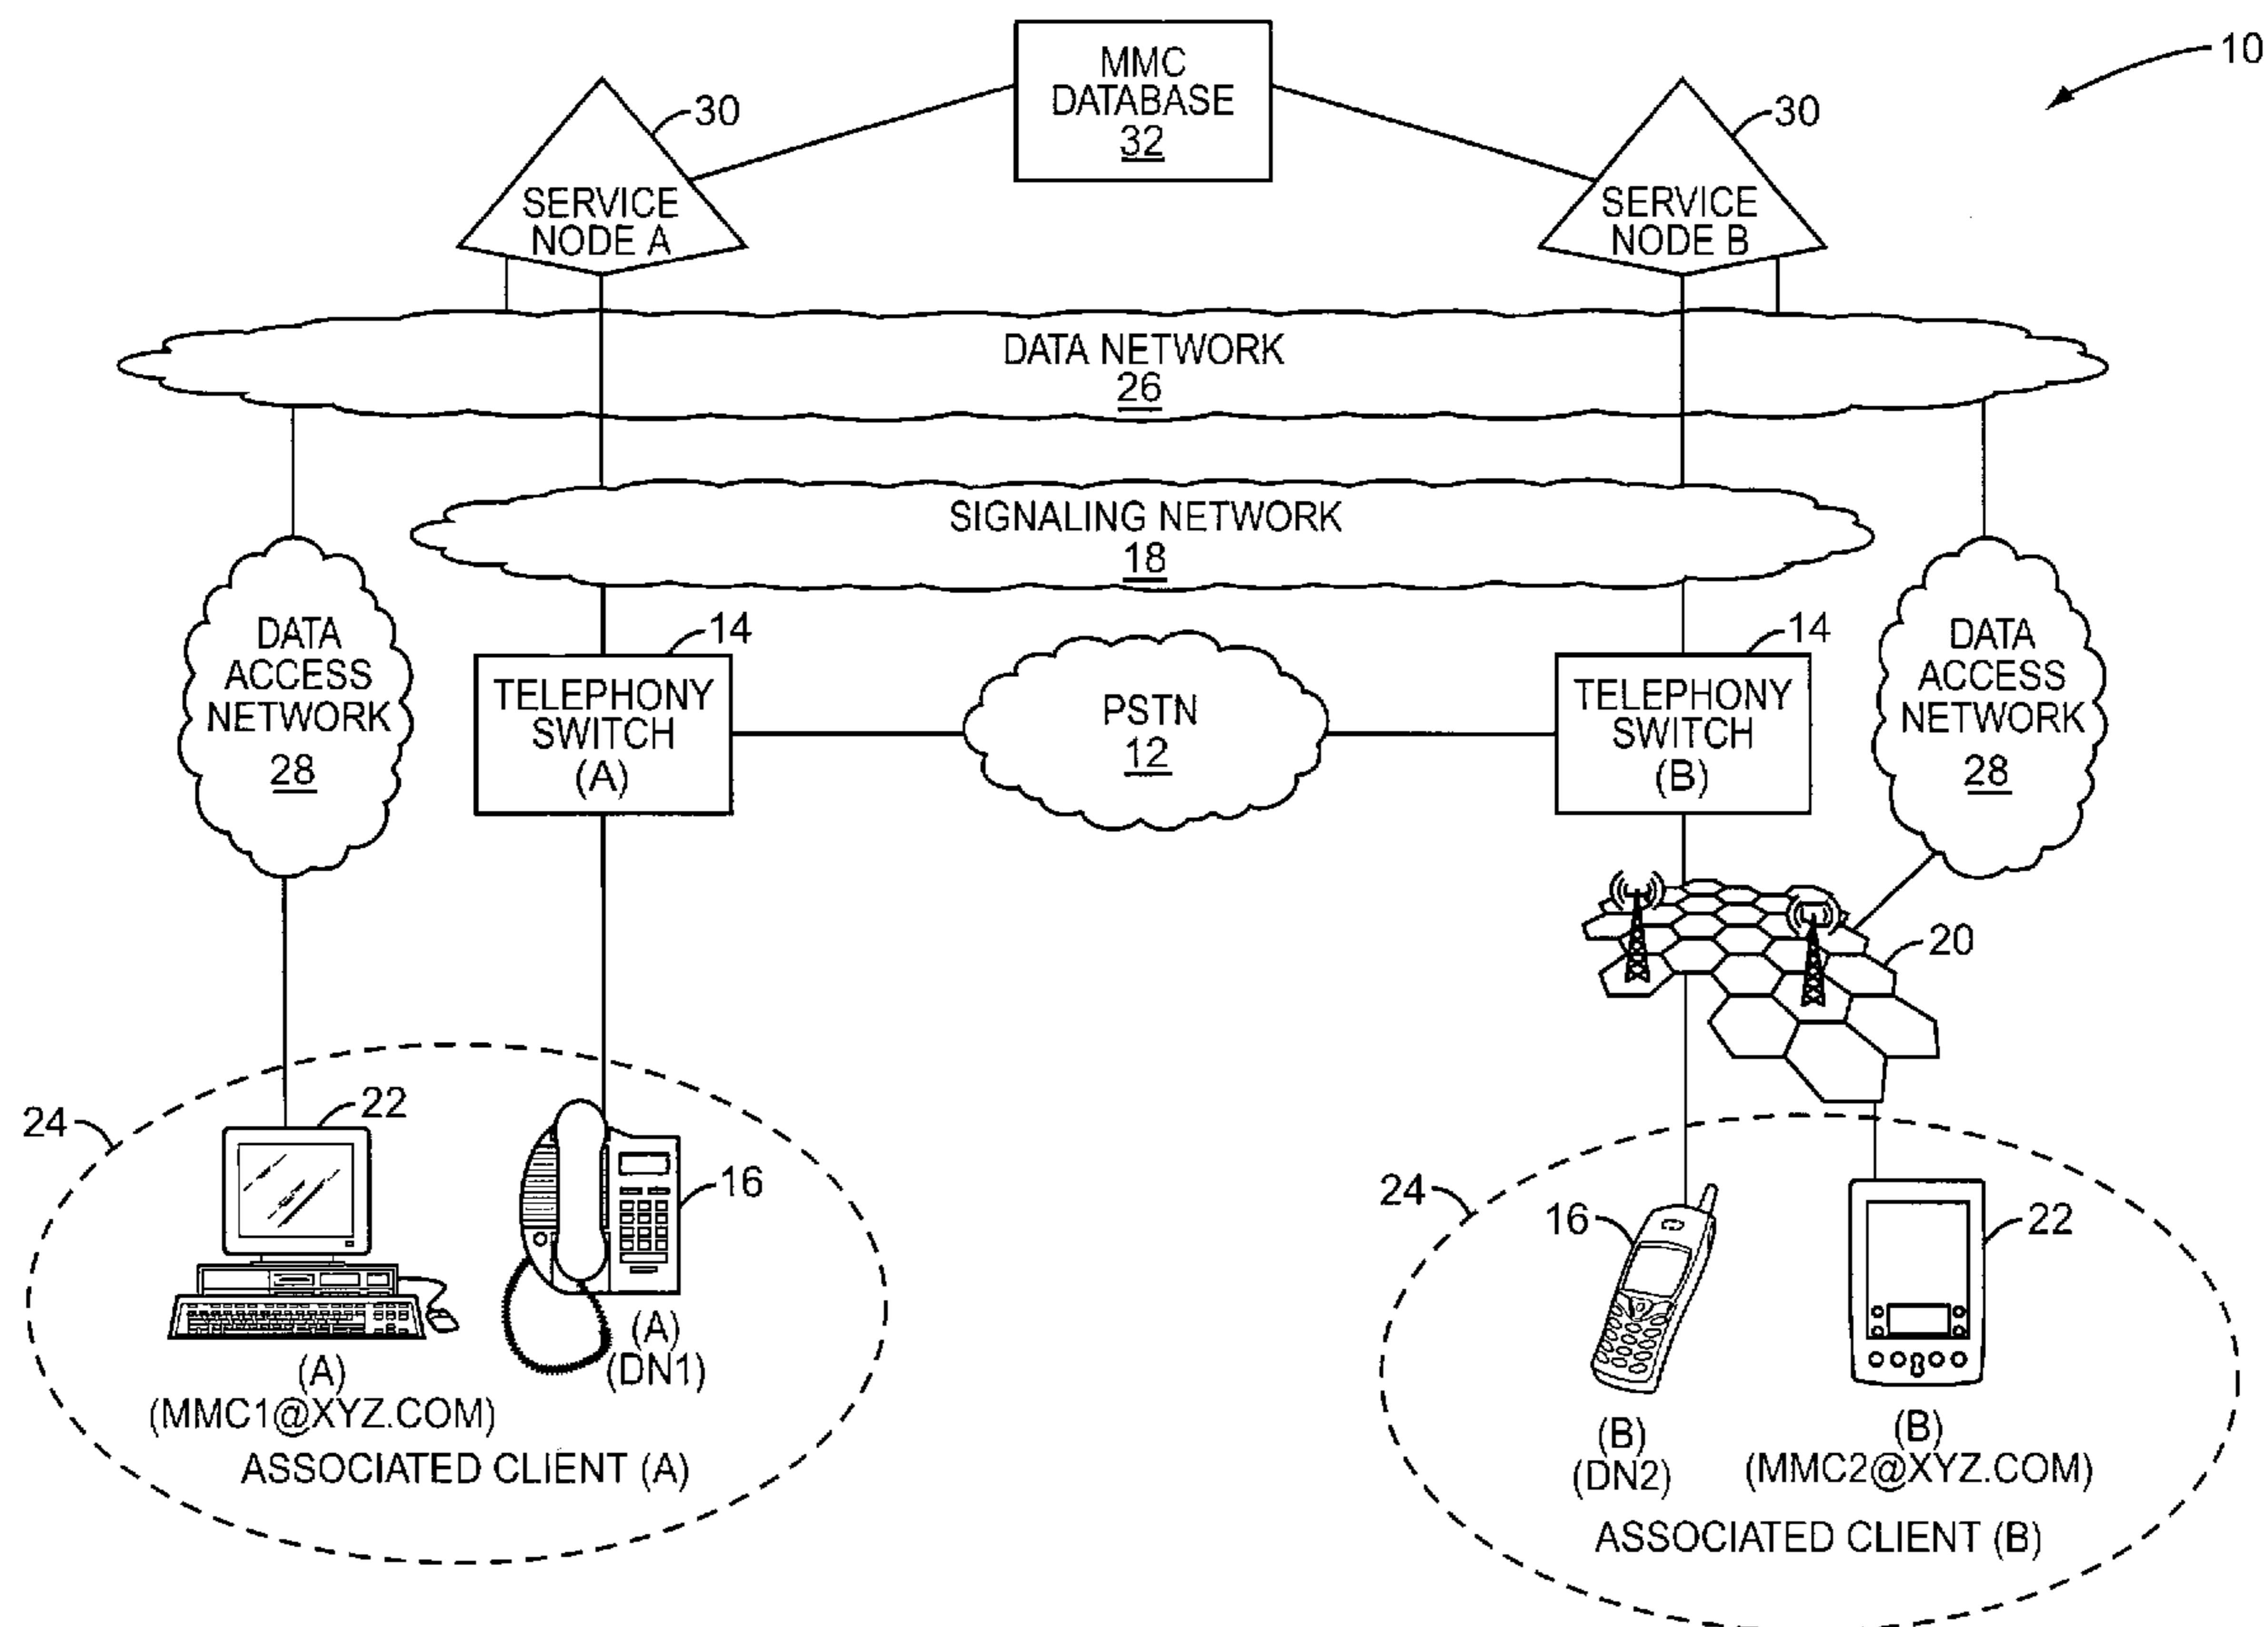 10
MMC
DATABASE
32
30
SERVICE
NODE A
30
SERVICE
NODE B
DATA NETWORK
26
SIGNALING NETWORK
18
DATA
ACCESS
NETWORK
28
14
TELEPHONY
SWITCH
(A)
PSTN
12
14
TELEPHONY
SWITCH
(B)
DATA
ACCESS
NETWORK
28
20
24
22
16
(A)
(DN1)
(A)
(MMC1@XYZ.COM)
ASSOCIATED CLIENT (A)
24
16
22
(B)
(DN2)
(B)
(MMC2@XYZ.COM)
ASSOCIATED CLIENT (B)